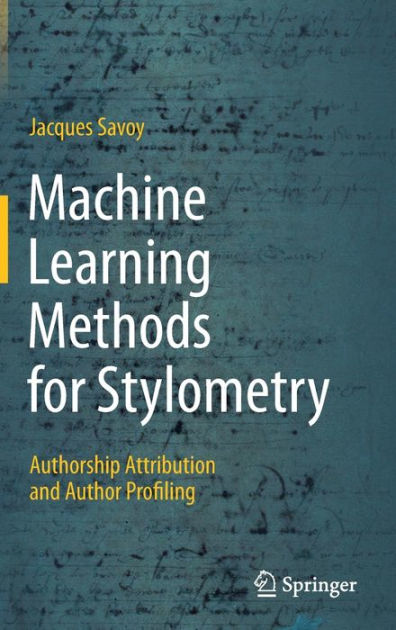 Jacques Savoy
Machine
Learning
Methods
for Stylometry
Authorship Attribution
and Author Profiling
Springer